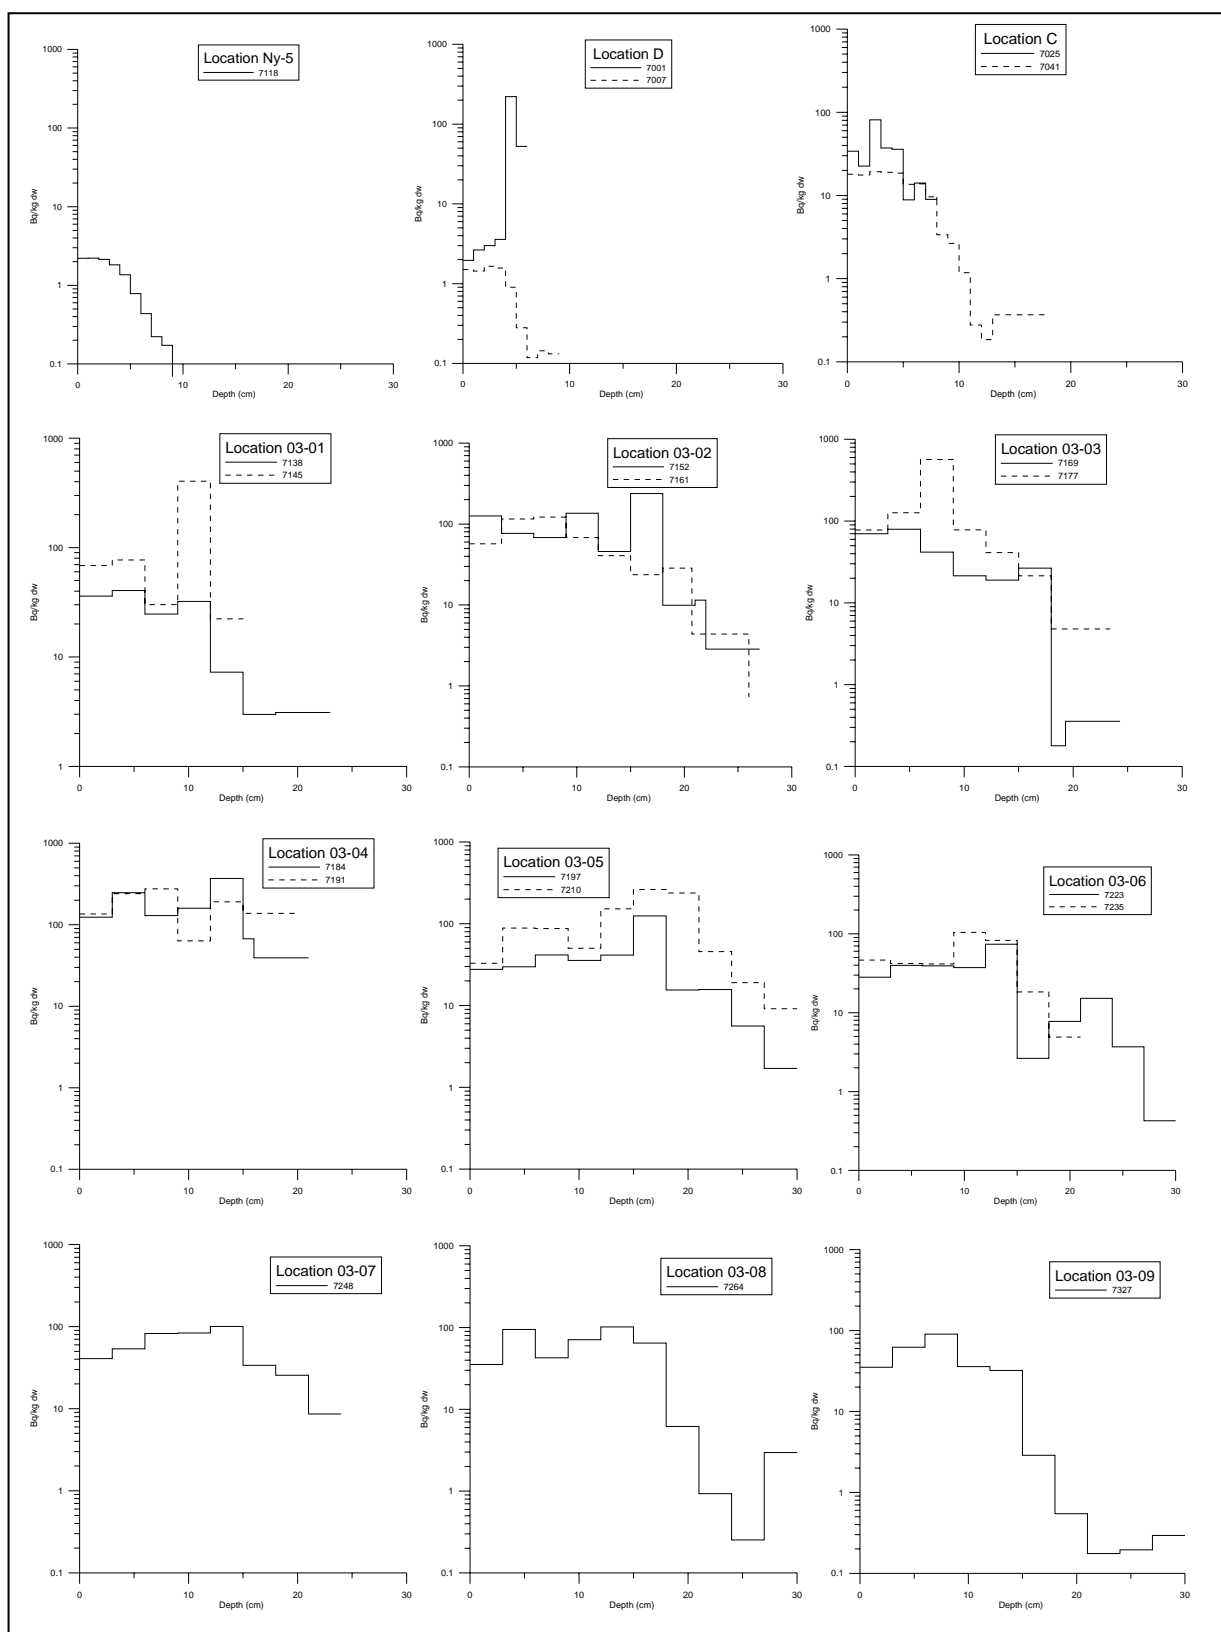 Location Ny-5
7118
1000
100
10
1
0.1
Bq/kg dw
0 10 20 30
Depth (cm)
Location D
7001
7007
1000
100
10
1
0.1
Bq/kg dw
0 10 20 30
Depth (cm)
Location C
7025
7041
1000
100
10
1
0.1
Bq/kg dw
0 10 20 30
Depth (cm)
Location 03-01
7138
7145
1000
100
10
1
Bq/kg dw
0 10 20 30
Depth (cm)
Location 03-02
7152
7161
1000
100
10
1
0.1
Bq/kg dw
0 10 20 30
Depth (cm)
Location 03-03
7169
7177
1000
100
10
1
0.1
Bq/kg dw
0 10 20 30
Depth (cm)
Location 03-04
7184
7191
1000
100
10
1
0.1
Bq/kg dw
0 10 20 30
Depth (cm)
Location 03-05
7197
7210
1000
100
10
1
0.1
Bq/kg dw
0 10 20 30
Depth (cm)
Location 03-06
7223
7235
1000
100
10
1
0.1
Bq/kg dw
0 10 20 30
Depth (cm)
Location 03-07
7248
1000
100
10
1
0.1
Bq/kg dw
0 10 20 30
Depth (cm)
Location 03-08
7264
1000
100
10
1
0.1
Bq/kg dw
0 10 20 30
Depth (cm)
Location 03-09
7327
1000
100
10
1
0.1
Bq/kg dw
0 10 20 30
Depth (cm)